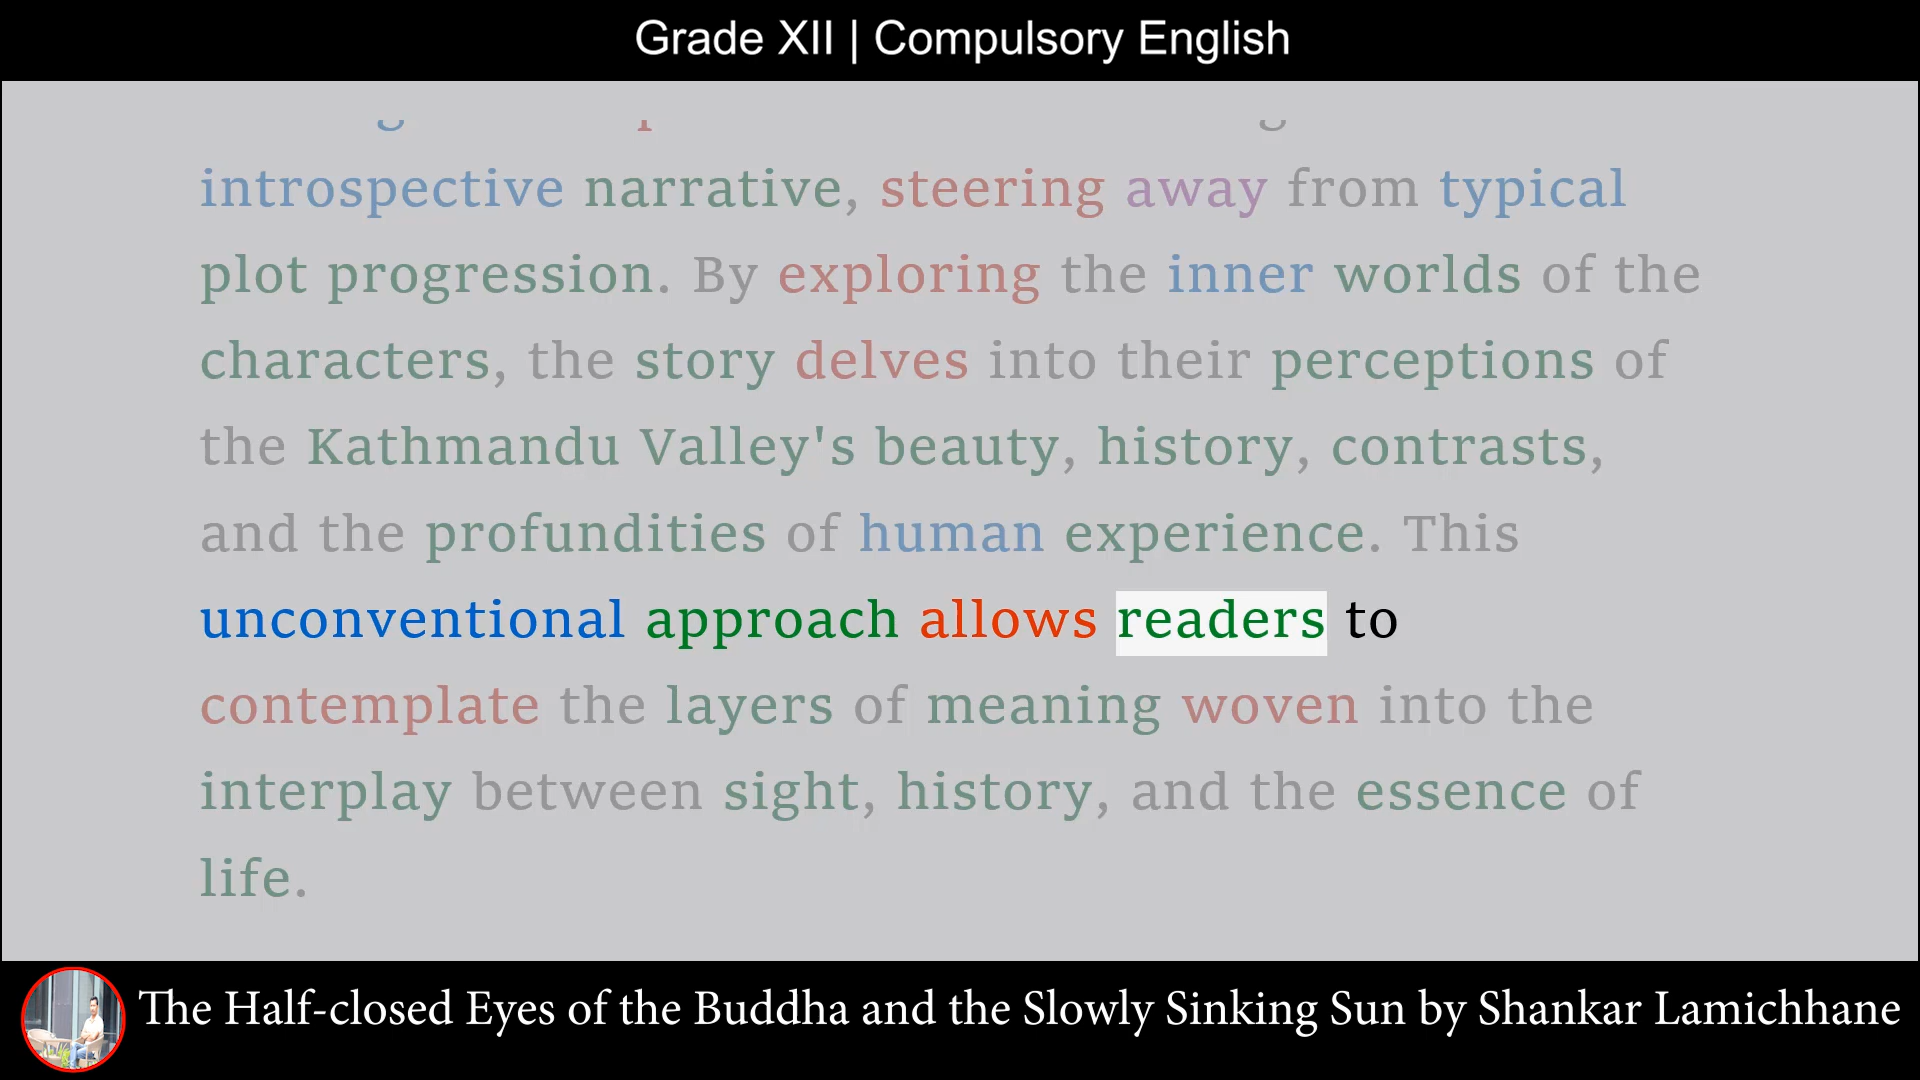 Grade XII | Compulsory English
introspective narrative, steering away from typical
plot progression. By exploring the inner worlds of the
characters, the story delves into their perceptions of
the Kathmandu Valley's beauty, history, contrasts,
and the profundities of human experience. This
unconventional approach allows readers to
contemplate the layers of meaning woven into the
interplay between sight, history, and the essence of
life.
The Half-closed Eyes of the Buddha and the Slowly Sinking Sun by Shankar Lamichhane